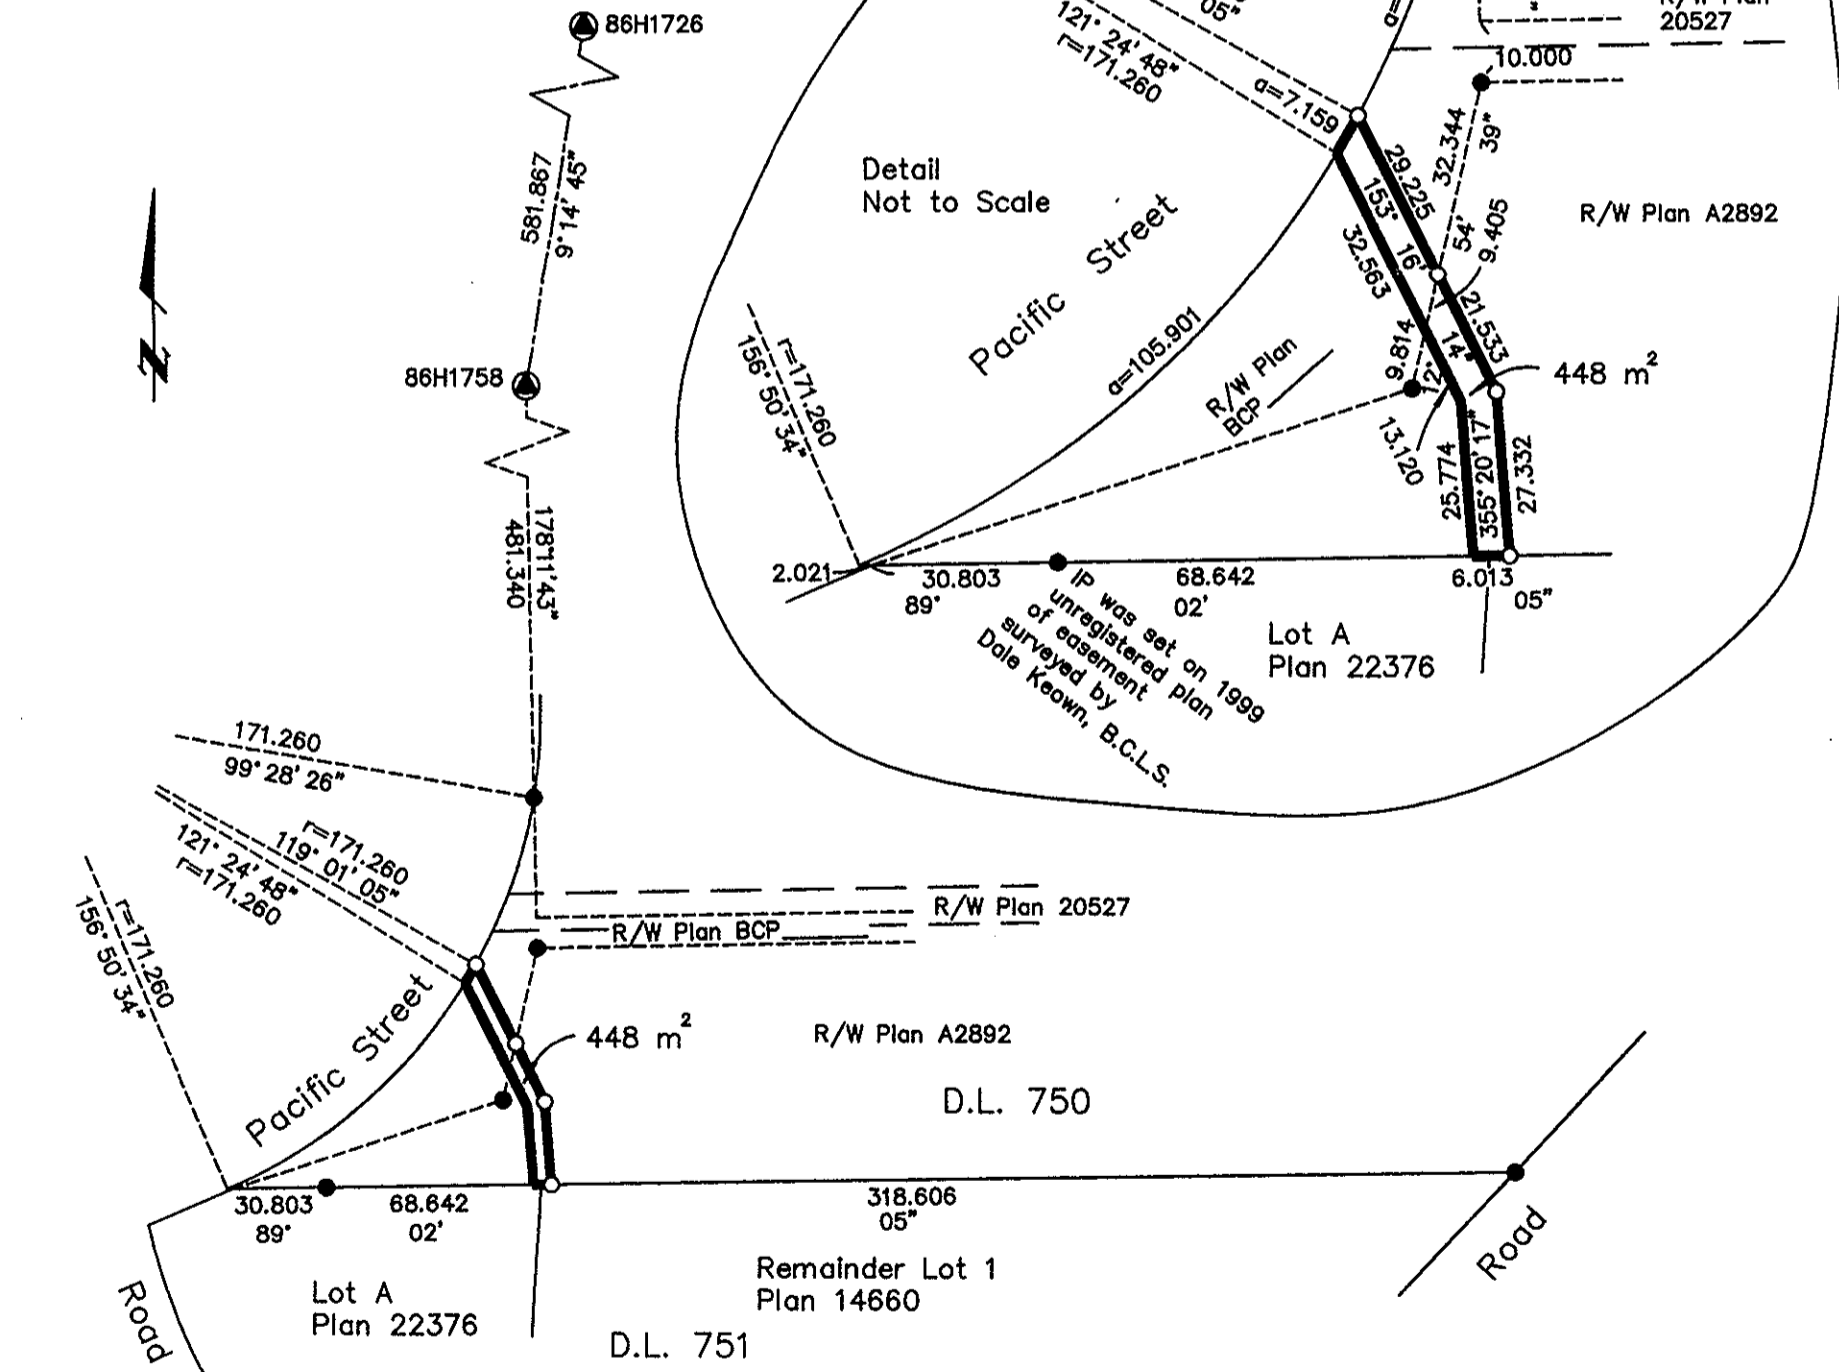 86H1726
581.867
9° 14' 45"
86H1758
178°11'43"
481.340
N
05"
121° 24' 48"
r=171.260
a=7.159
20527
10.000
Detail
Not to Scale
Pacific Street
a=105.901
r=171.260
156° 50' 34"
29.225
153° 16' 14"
32.563
32.344
39"
54'
9.405
21.533
9.814
12°
13.120
448 m²
R/W Plan A2892
R/W Plan
BCP
25.774
355° 20' 17"
27.332
2.021
30.803
68.642
6.013
89°
02'
05"
IP was set on 1999
unregistered plan
of easement
surveyed by
Dale Keown, B.C.L.S.
Lot A
Plan 22376
171.260
99° 28' 26"
r=171.260
119° 01' 05"
121° 24' 48"
r=171.260
r=171.260
156° 50' 34"
R/W Plan 20527
R/W Plan BCP
Pacific Street
448 m²
R/W Plan A2892
D.L. 750
30.803
68.642
318.606
89°
02'
05"
Road
Road
Lot A
Plan 22376
Remainder Lot 1
Plan 14660
D.L. 751